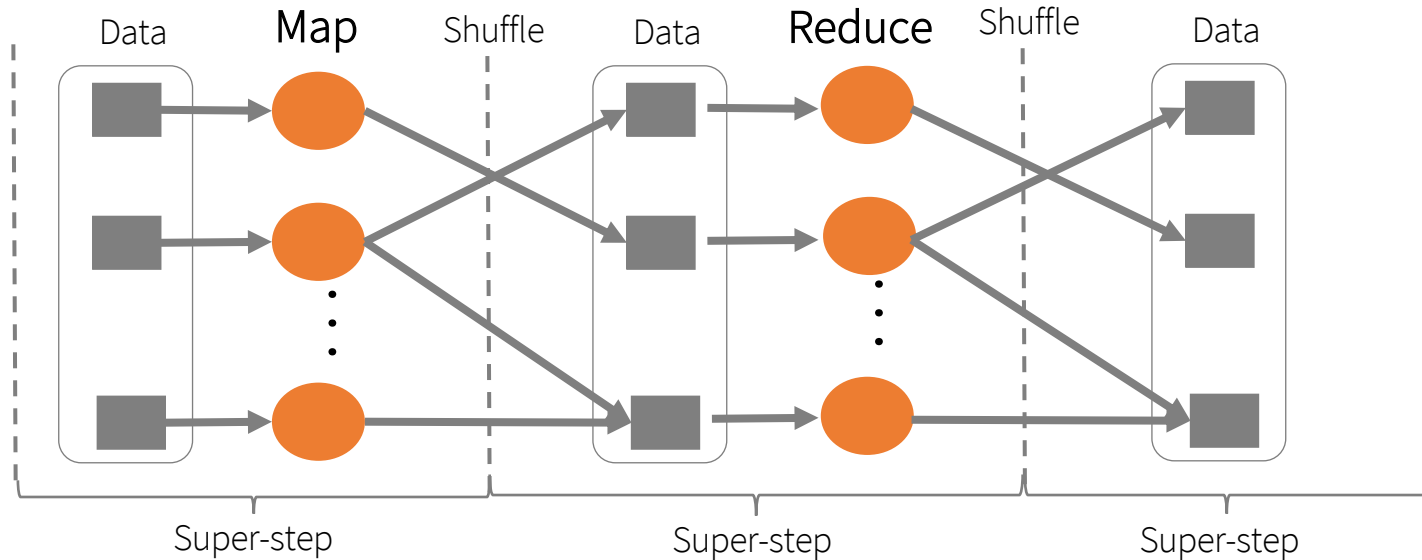 Data
Map
Shuffle
Data
Reduce
Shuffle
Data
Super-step
Super-step
Super-step